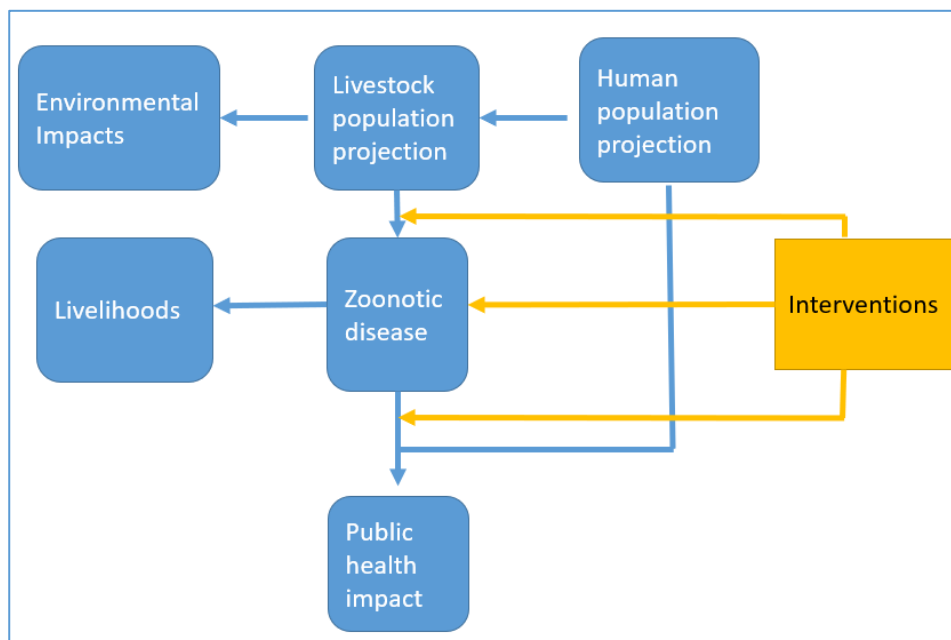 Environmental
Impacts
Livestock
population
projection
Human
population
projection
Livelihoods
Zoonotic
disease
Interventions
Public
health
impact